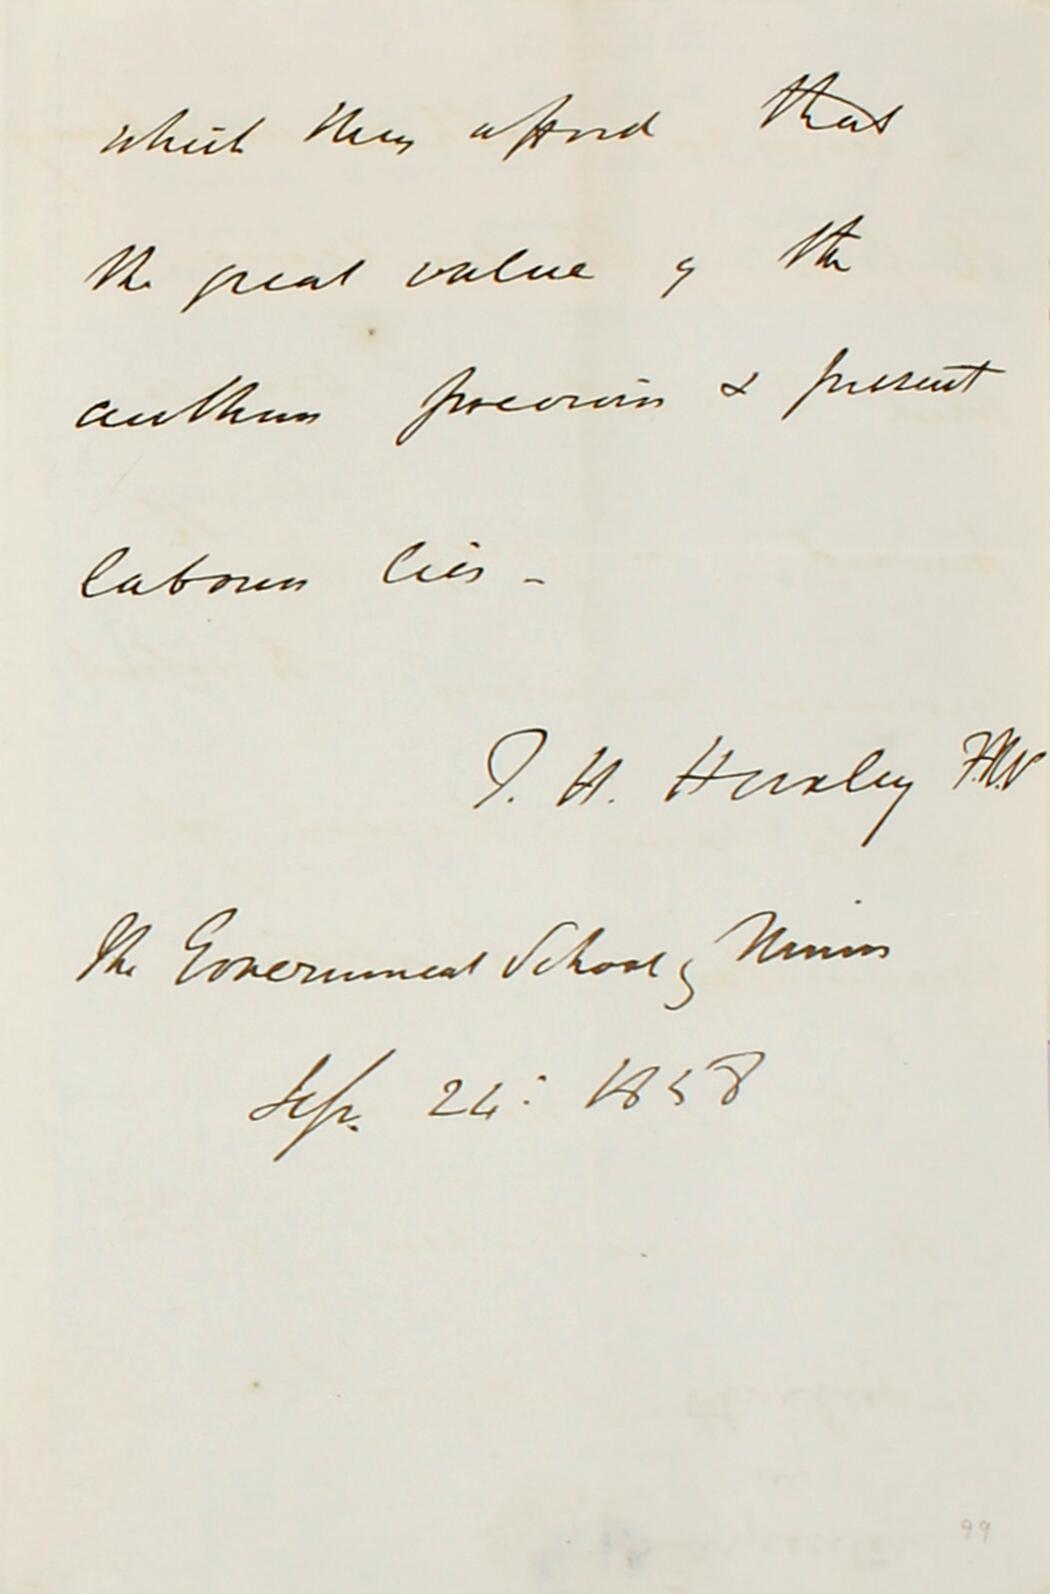 which they afford that
the great value of the
authors previous & present
labours lies -
T. H. Huxley F.R.S
The Government School of Mines
Sep. 24: 1858
99